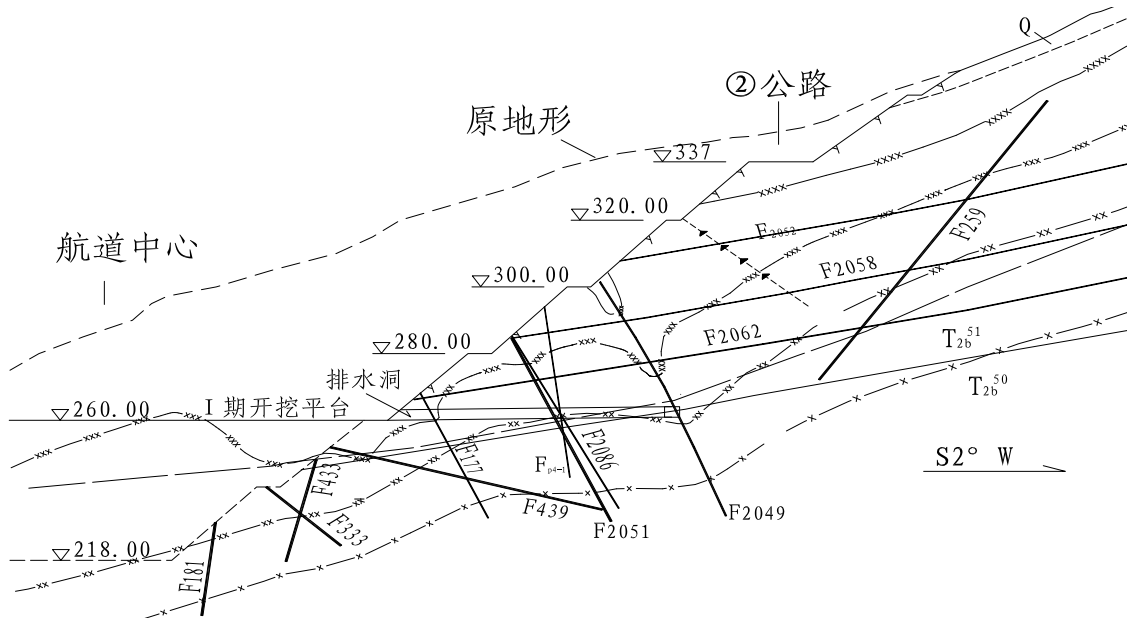 Q
②公路
原地形
337
320.00
F2052
F259
航道中心
300.00
F2058
280.00
F2062
T2b51
T2b50
排水洞
I期开挖平台
260.00
F177
F2086
Fp4-1
S2° W
F433
F439
F2049
F333
F2051
218.00
F181